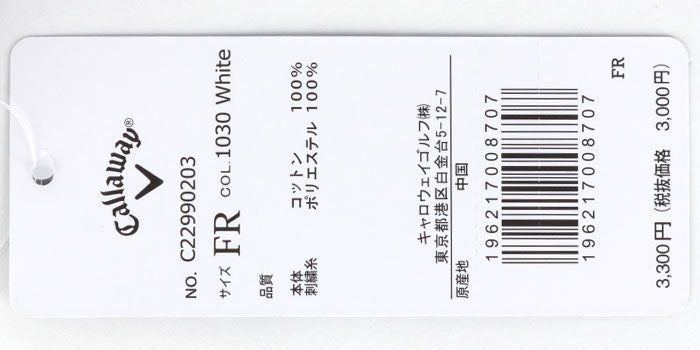 Callaway®
NO. C22990203
サイズ FR COL.1030 White
品質
本体 コットン 100%
刺繍糸 ポリエステル 100%
キャロウェイゴルフ㈱
東京都港区白金台5-12-7
原産地 中国
196217008707
196217008707
FR
3,300円 (税抜価格 3,000円)